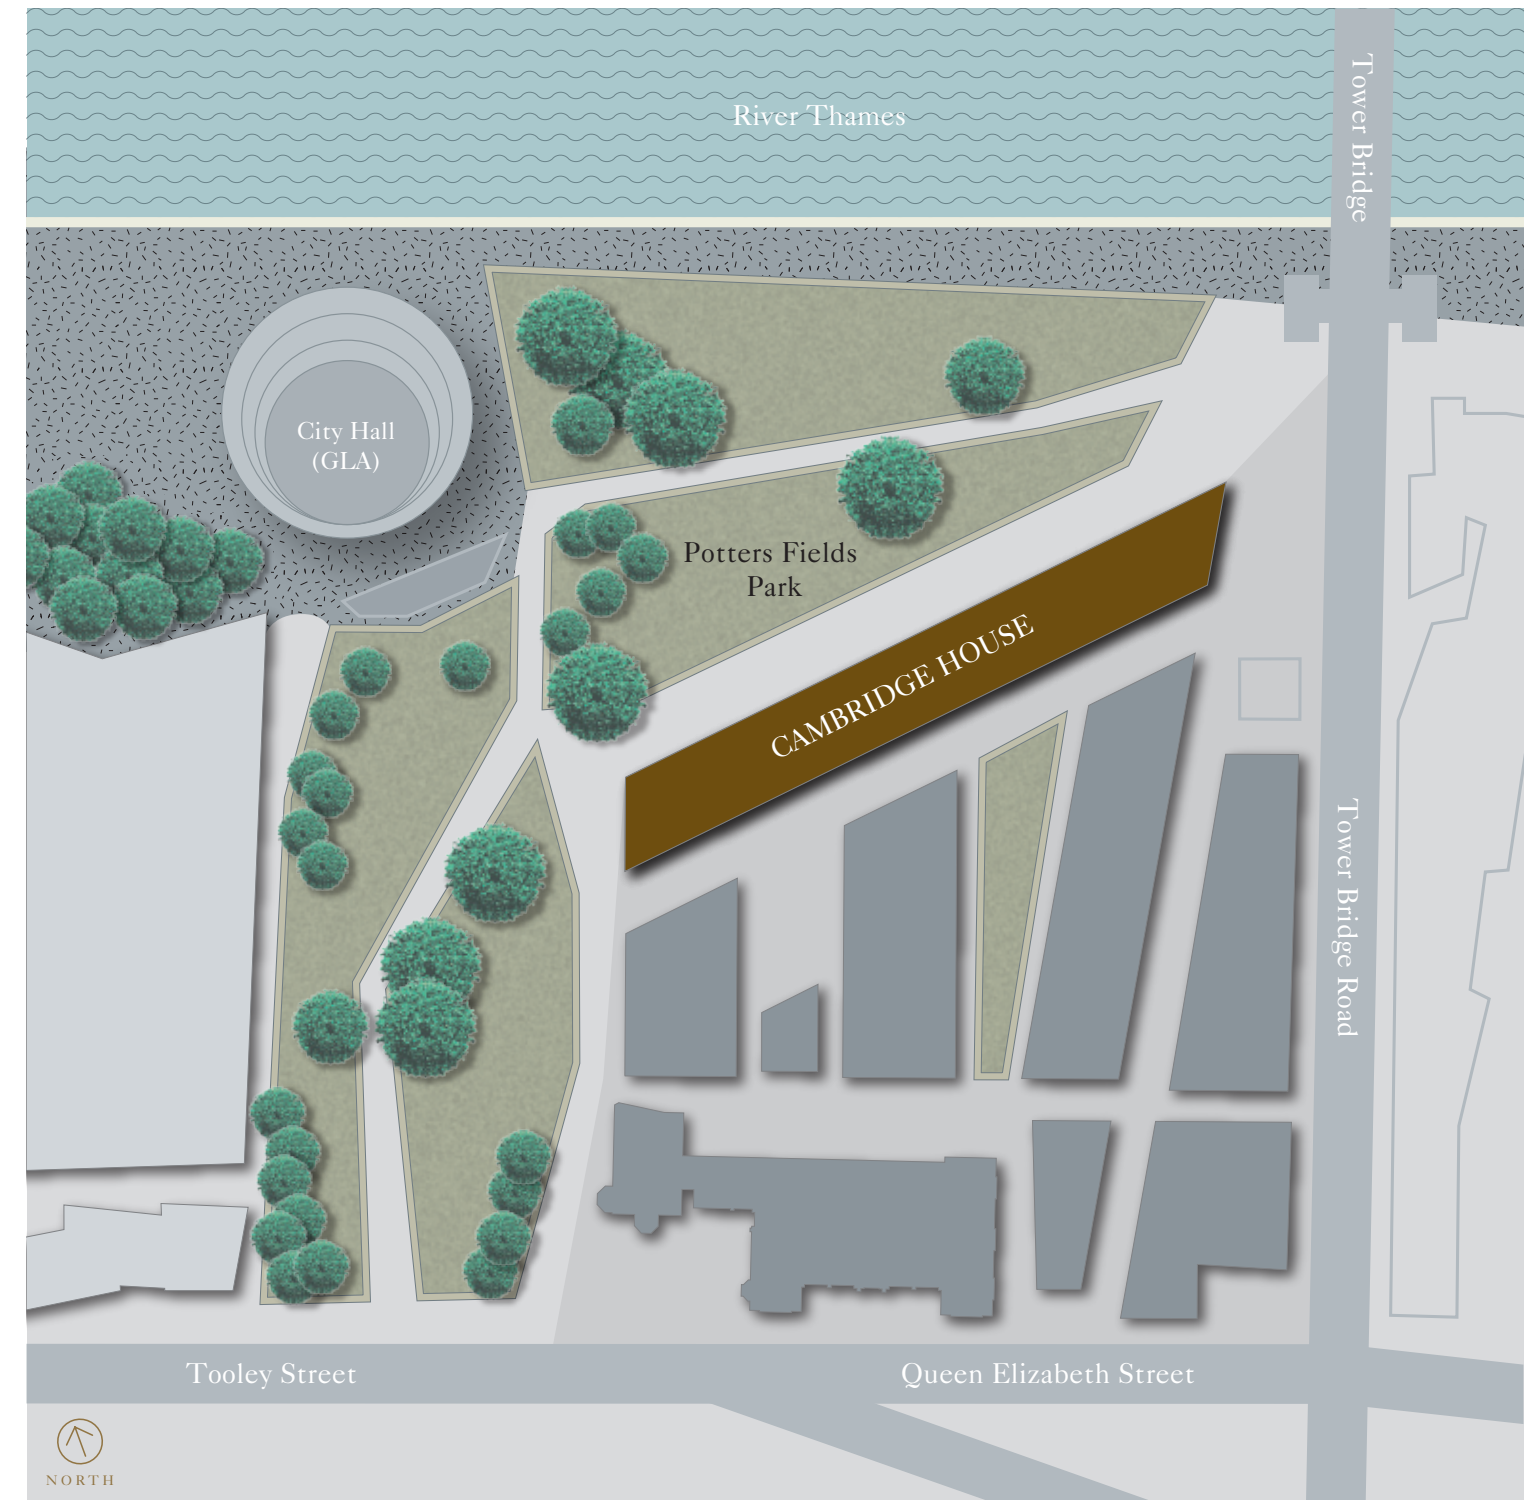 River Thames
Tower Bridge
City Hall
(GLA)
Potters Fields
Park
CAMBRIDGE HOUSE
Tower Bridge Road
Tooley Street
Queen Elizabeth Street
NORTH